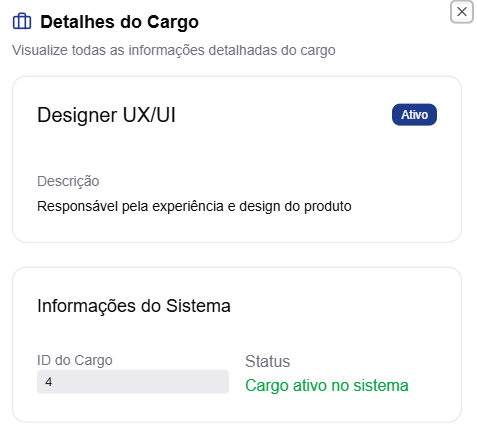 Detalhes do Cargo
Visualize todas as informações detalhadas do cargo
Designer UX/UI
Ativo
Descrição
Responsável pela experiência e design do produto
Informações do Sistema
ID do Cargo
4
Status
Cargo ativo no sistema